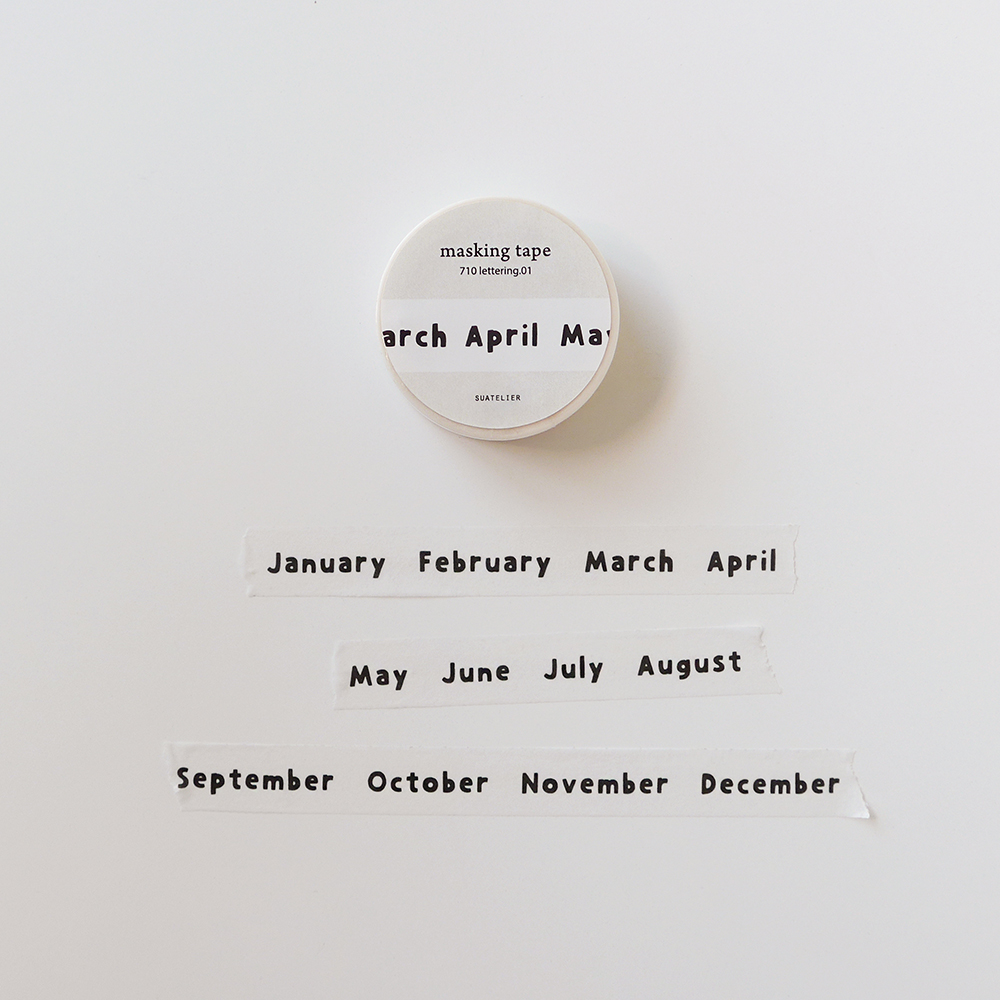 masking tape
710 lettering.01
arch April May
SUATELIER
January February March April
May June July August
September October November December